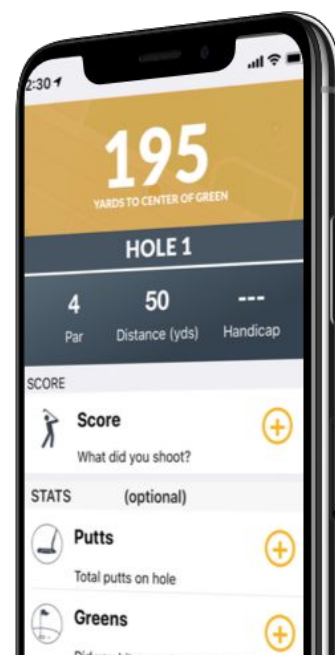 2:30
195
YARDS TO CENTER OF GREEN
HOLE 1
4 50 ---
Par Distance (yds) Handicap
SCORE
Score
What did you shoot?
STATS (optional)
Putts
Total putts on hole
Greens